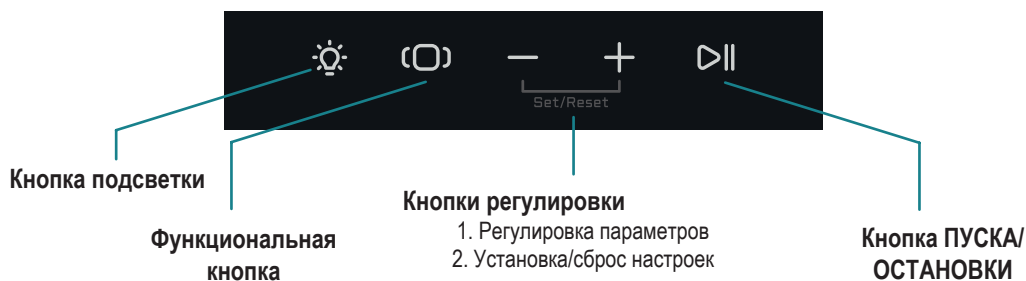 Set/Reset
Кнопка подсветки
Функциональная
кнопка
Кнопки регулировки
1. Регулировка параметров
2. Установка/сброс настроек
Кнопка ПУСКА/
ОСТАНОВКИ